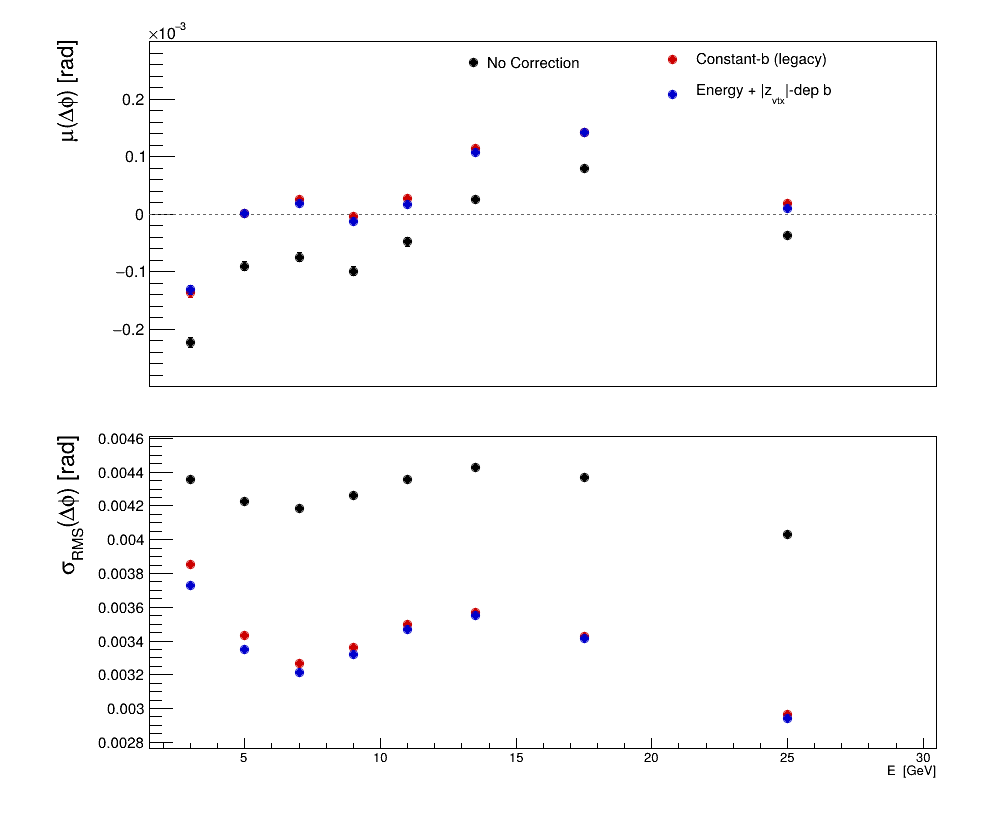 ×10⁻³
μ(Δϕ) [rad]
No Correction
Constant-b (legacy)
Energy + |z_vtx|-dep b
0.2
0.1
0
−0.1
−0.2
σ_RMS(Δϕ) [rad]
0.0046
0.0044
0.0042
0.004
0.0038
0.0036
0.0034
0.0032
0.003
0.0028
5 10 15 20 25 30
E [GeV]